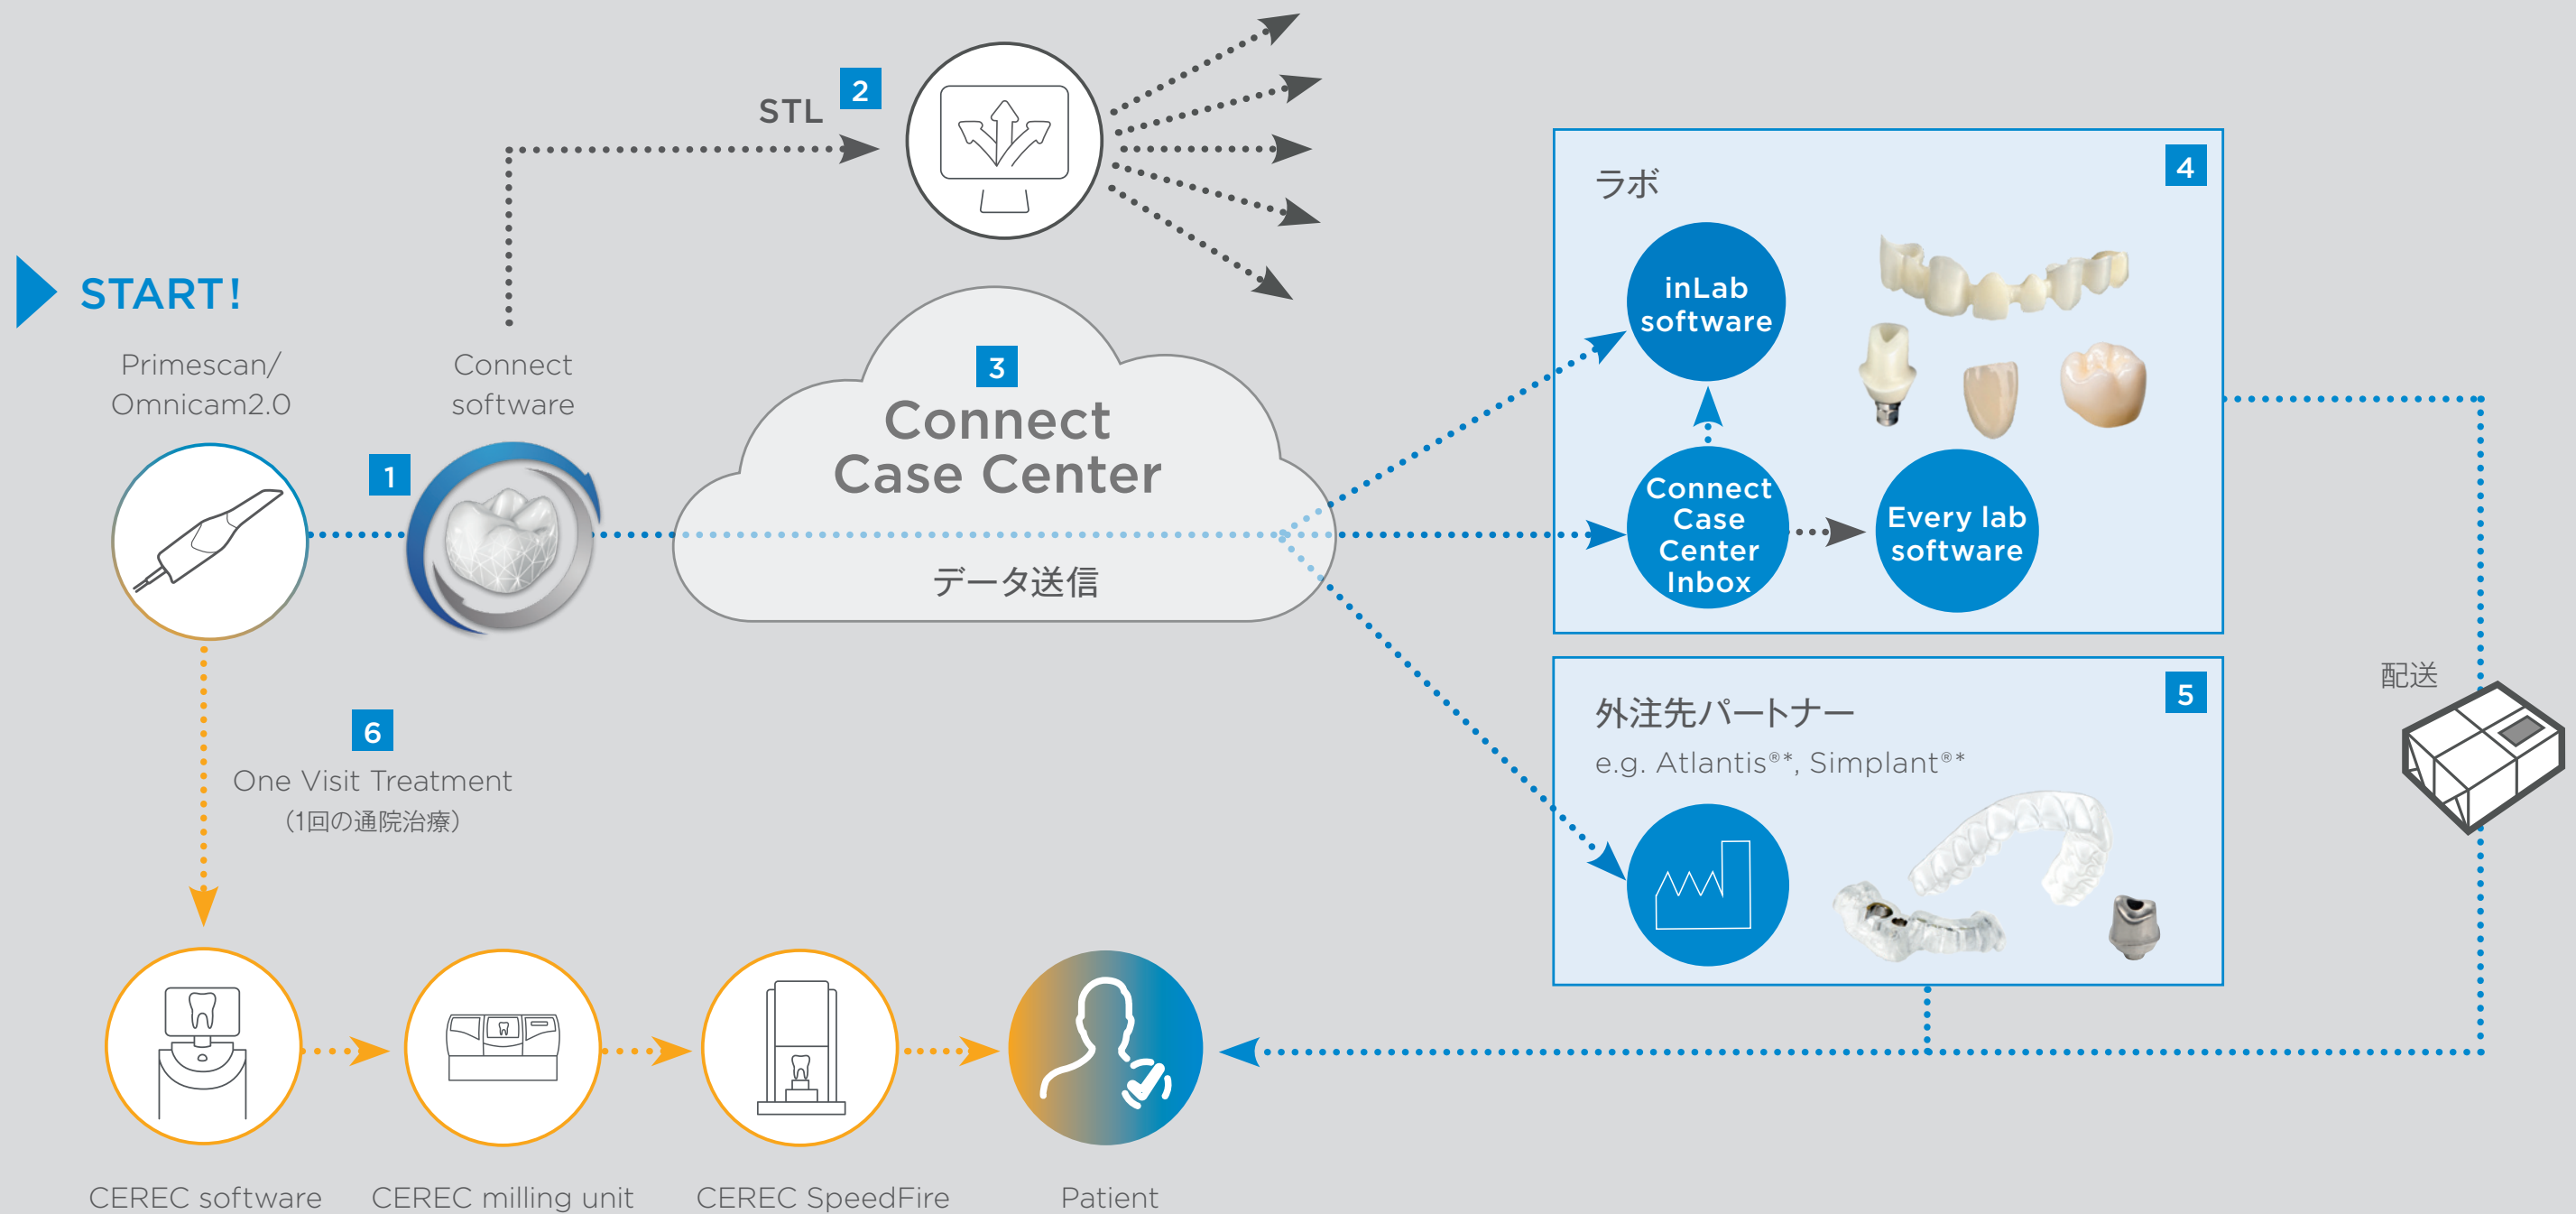 START!
Primescan/
Omnicam2.0
1
Connect
software
STL
2
3
Connect
Case Center
データ送信
4
ラボ
inLab
software
Connect
Case
Center
Inbox
Every lab
software
5
外注先パートナー
e.g. Atlantis®*, Simplant®*
配送
6
One Visit Treatment
（1回の通院治療）
CEREC software
CEREC milling unit
CEREC SpeedFire
Patient